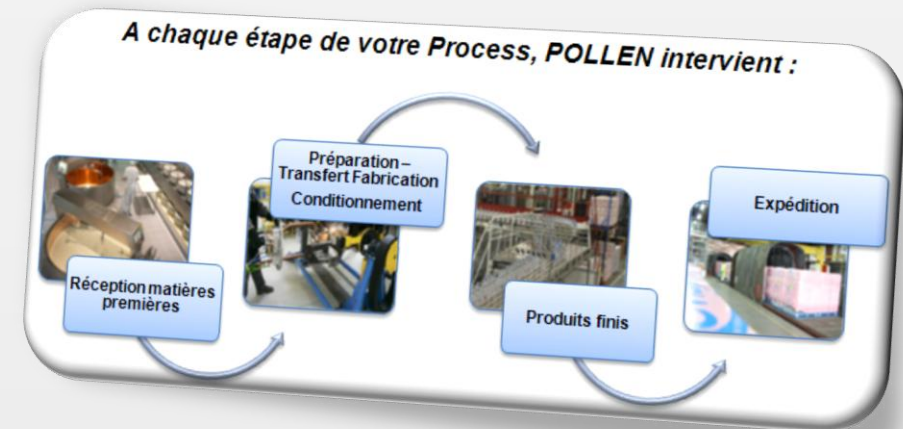 A chaque étape de votre Process, POLLEN intervient :
Réception matières
premières
Préparation –
Transfert Fabrication
Conditionnement
Produits finis
Expédition